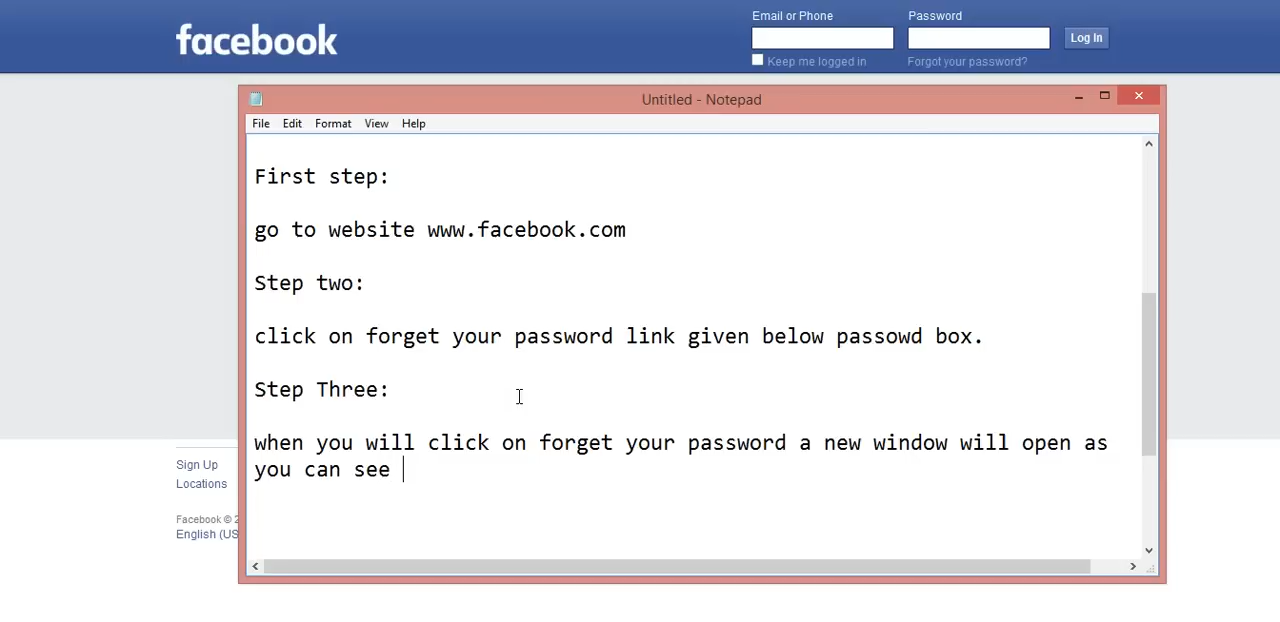 facebook
Email or Phone
Password
Log In
Keep me logged in
Forgot your password?
Untitled - Notepad
File Edit Format View Help
First step:
go to website www.facebook.com
Step two:
click on forget your password link given below passowd box.
Step Three:
when you will click on forget your password a new window will open as
you can see
Sign Up
Locations
Facebook © 2
English (US